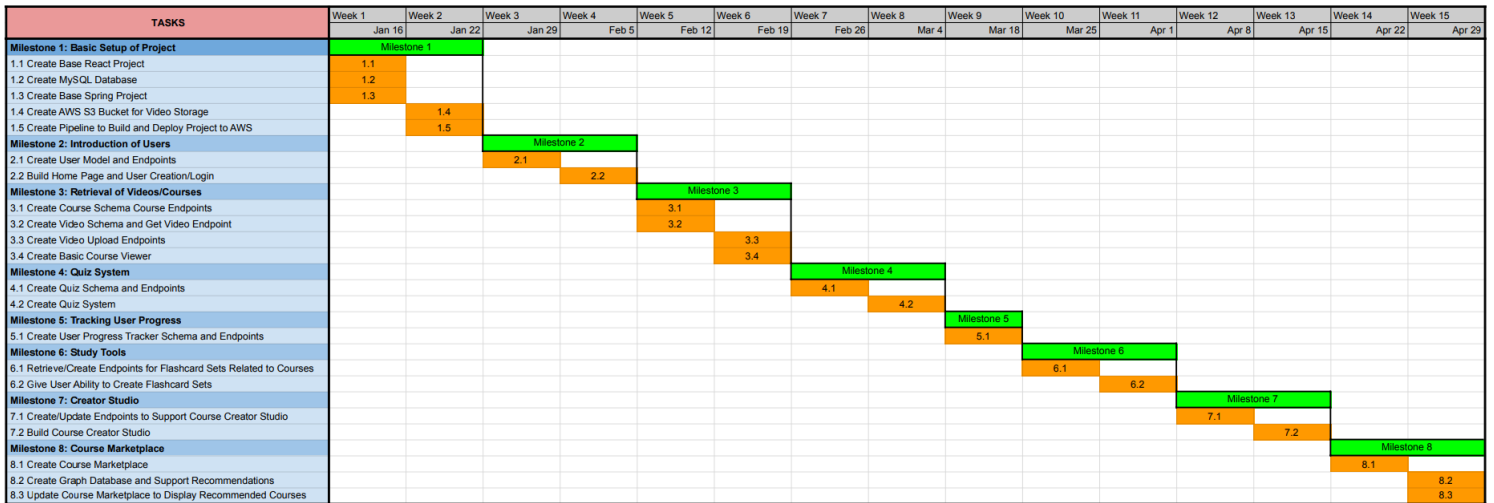 TASKS
Week 1 Week 2 Week 3 Week 4 Week 5 Week 6 Week 7 Week 8 Week 9 Week 10 Week 11 Week 12 Week 13 Week 14 Week 15
Jan 16 Jan 22 Jan 29 Feb 5 Feb 12 Feb 19 Feb 26 Mar 4 Mar 18 Mar 25 Apr 1 Apr 8 Apr 15 Apr 22 Apr 29
Milestone 1: Basic Setup of Project Milestone 1
1.1 Create Base React Project 1.1
1.2 Create MySQL Database 1.2
1.3 Create Base Spring Project 1.3
1.4 Create AWS S3 Bucket for Video Storage 1.4
1.5 Create Pipeline to Build and Deploy Project to AWS 1.5
Milestone 2: Introduction of Users Milestone 2
2.1 Create User Model and Endpoints 2.1
2.2 Build Home Page and User Creation/Login 2.2
Milestone 3: Retrieval of Videos/Courses Milestone 3
3.1 Create Course Schema Course Endpoints 3.1
3.2 Create Video Schema and Get Video Endpoint 3.2
3.3 Create Video Upload Endpoints 3.3
3.4 Create Basic Course Viewer 3.4
Milestone 4: Quiz System Milestone 4
4.1 Create Quiz Schema and Endpoints 4.1
4.2 Create Quiz System 4.2
Milestone 5: Tracking User Progress Milestone 5
5.1 Create User Progress Tracker Schema and Endpoints 5.1
Milestone 6: Study Tools Milestone 6
6.1 Retrieve/Create Endpoints for Flashcard Sets Related to Courses 6.1
6.2 Give User Ability to Create Flashcard Sets 6.2
Milestone 7: Creator Studio Milestone 7
7.1 Create/Update Endpoints to Support Course Creator Studio 7.1
7.2 Build Course Creator Studio 7.2
Milestone 8: Course Marketplace Milestone 8
8.1 Create Course Marketplace 8.1
8.2 Create Graph Database and Support Recommendations 8.2
8.3 Update Course Marketplace to Display Recommended Courses 8.3